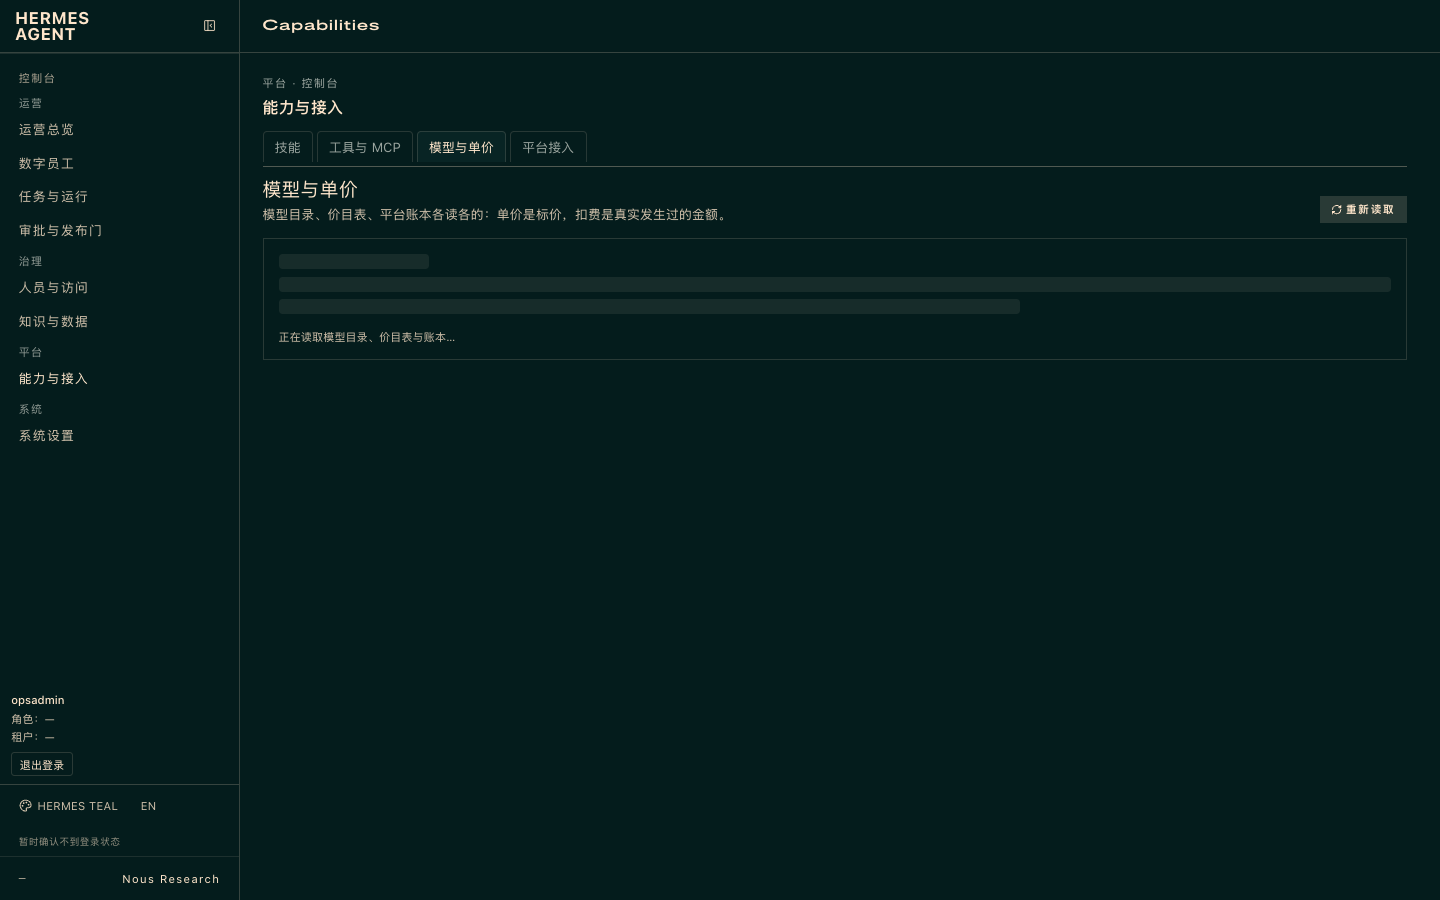 HERMES
AGENT
Capabilities
控制台
运营
运营总览
数字员工
任务与运行
审批与发布门
治理
人员与访问
知识与数据
平台
能力与接入
系统
系统设置
opsadmin
角色：—
租户：—
退出登录
HERMES TEAL EN
暂时确认不到登录状态
— Nous Research
平台 · 控制台
能力与接入
技能 工具与 MCP 模型与单价 平台接入
模型与单价
模型目录、价目表、平台账本各读各的：单价是标价，扣费是真实发生过的金额。
重新读取
正在读取模型目录、价目表与账本…